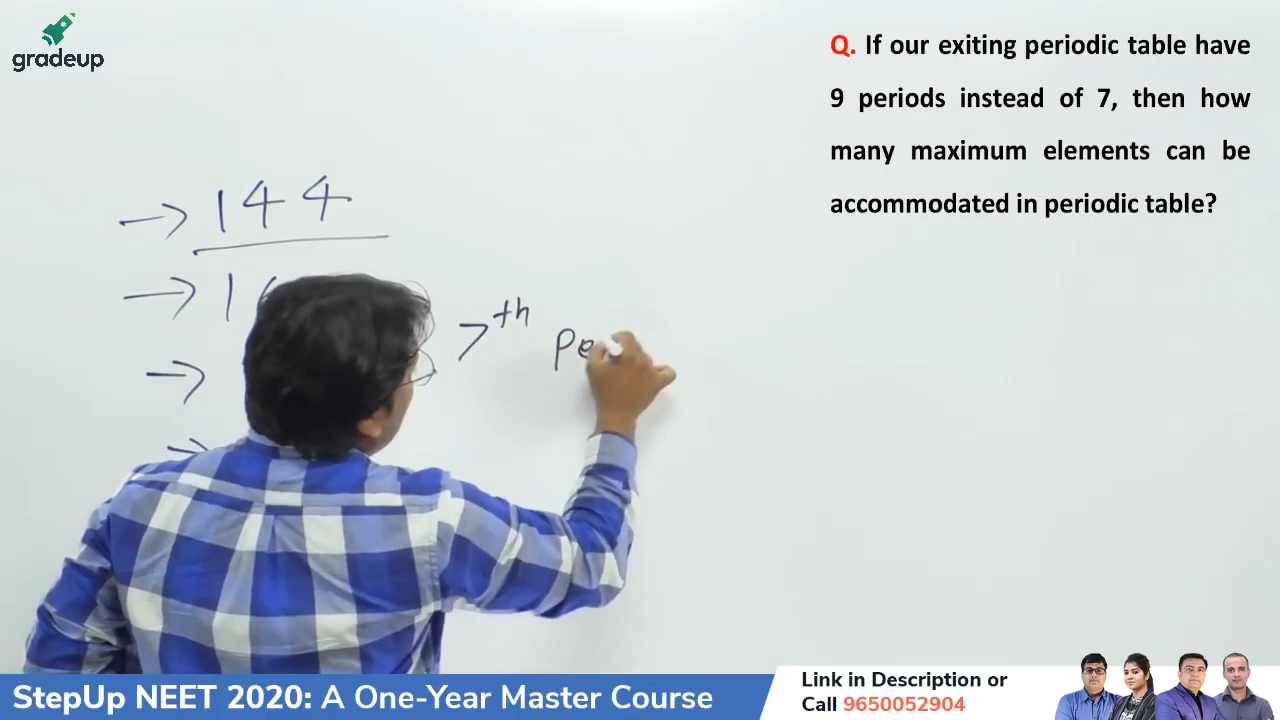 gradeup
Q. If our exiting periodic table have
9 periods instead of 7, then how
many maximum elements can be
accommodated in periodic table?
→ 144
→ 1
7th pe
→
→
StepUp NEET 2020: A One-Year Master Course
Link in Description or
Call 9650052904